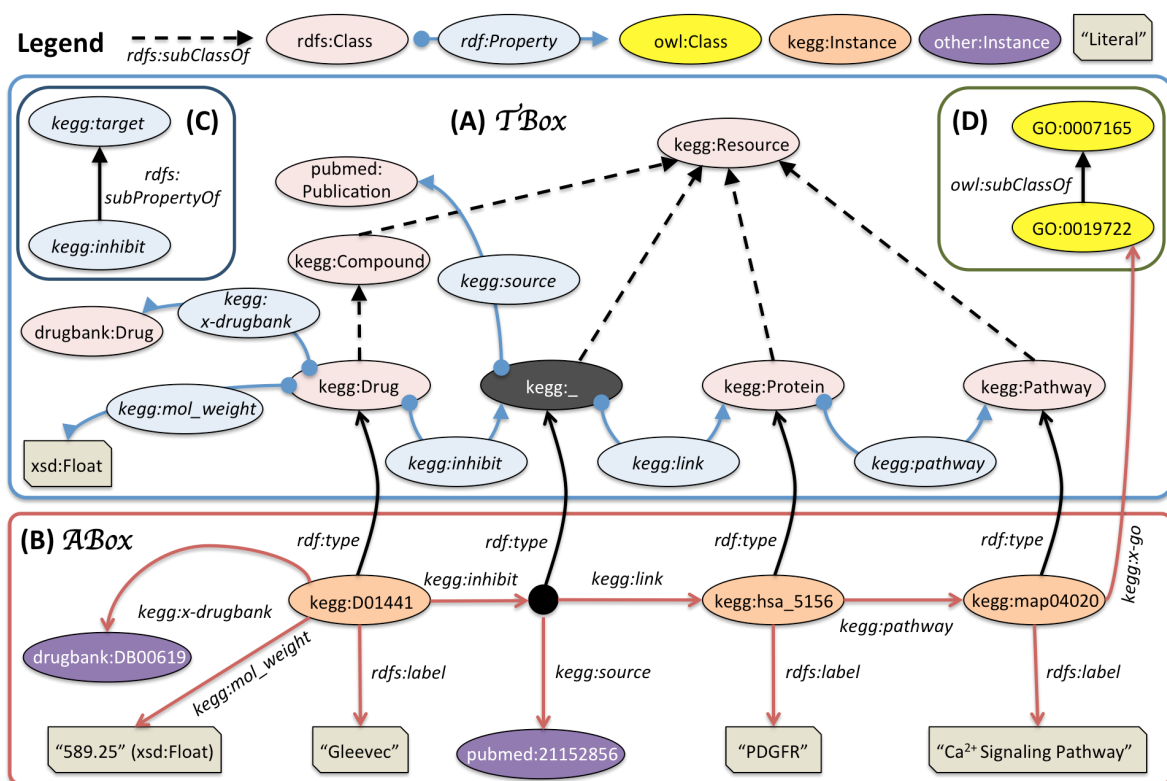 Legend
rdfs:subClassOf
rdfs:Class
rdf:Property
owl:Class
kegg:Instance
other:Instance
“Literal”
(C)
kegg:target
rdfs:
subPropertyOf
kegg:inhibit
(A) TBox
(D)
GO:0007165
owl:subClassOf
GO:0019722
kegg:Resource
pubmed:
Publication
kegg:Compound
kegg:source
kegg:
x-drugbank
drugbank:Drug
kegg:Drug
kegg:_
kegg:Protein
kegg:Pathway
kegg:mol_weight
xsd:Float
kegg:inhibit
kegg:link
kegg:pathway
(B) ABox
rdf:type
rdf:type
rdf:type
rdf:type
kegg:x-go
kegg:x-drugbank
kegg:D01441
kegg:inhibit
kegg:link
kegg:hsa_5156
kegg:pathway
kegg:map04020
drugbank:DB00619
kegg:mol_weight
rdfs:label
kegg:source
rdfs:label
rdfs:label
“589.25” (xsd:Float)
“Gleevec”
pubmed:21152856
“PDGFR”
“Ca²⁺ Signaling Pathway”